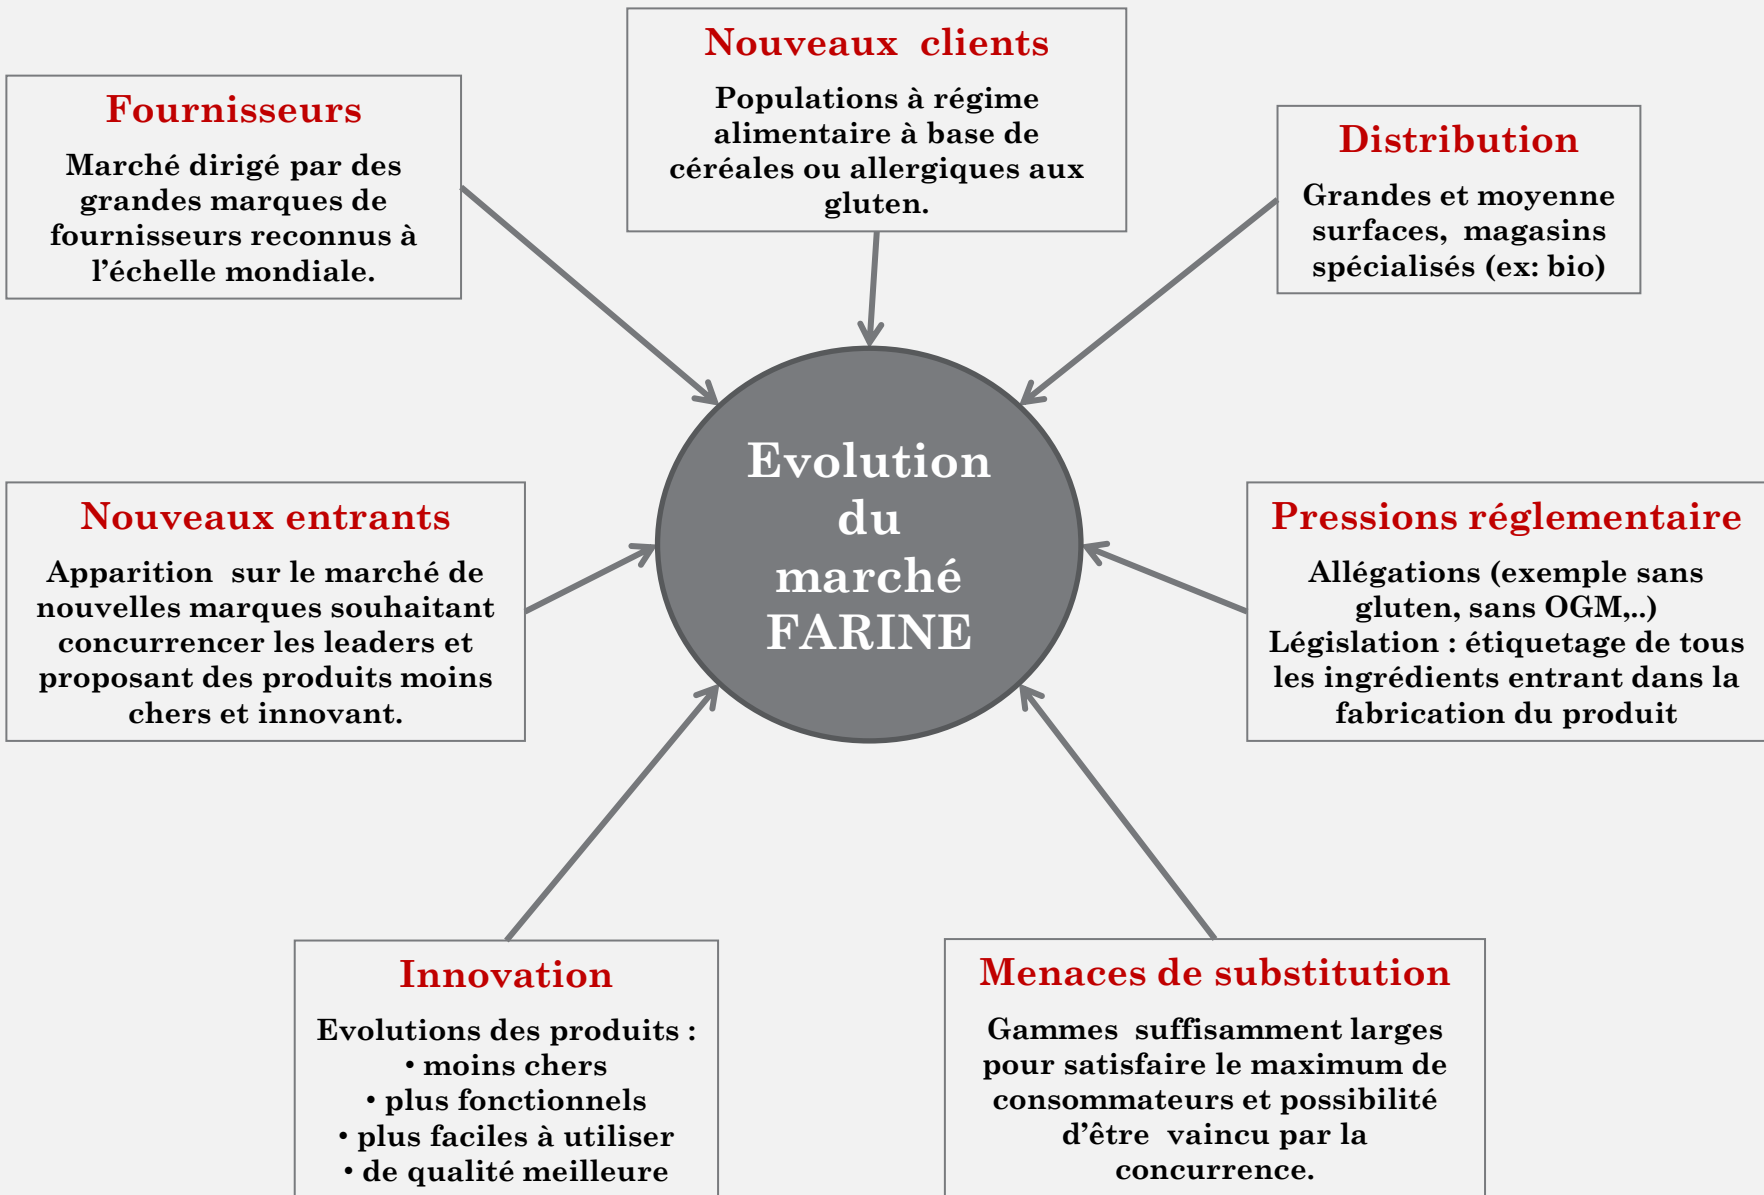 Nouveaux clients
Populations à régime
alimentaire à base de
céréales ou allergiques aux
gluten.
Fournisseurs
Marché dirigé par des
grandes marques de
fournisseurs reconnus à
l'échelle mondiale.
Distribution
Grandes et moyenne
surfaces, magasins
spécialisés (ex: bio)
Evolution
du
marché
FARINE
Nouveaux entrants
Apparition sur le marché de
nouvelles marques souhaitant
concurrencer les leaders et
proposant des produits moins
chers et innovant.
Pressions réglementaire
Allégations (exemple sans
gluten, sans OGM,..)
Législation : étiquetage de tous
les ingrédients entrant dans la
fabrication du produit
Innovation
Evolutions des produits :
• moins chers
• plus fonctionnels
• plus faciles à utiliser
• de qualité meilleure
Menaces de substitution
Gammes suffisamment larges
pour satisfaire le maximum de
consommateurs et possibilité
d'être vaincu par la
concurrence.